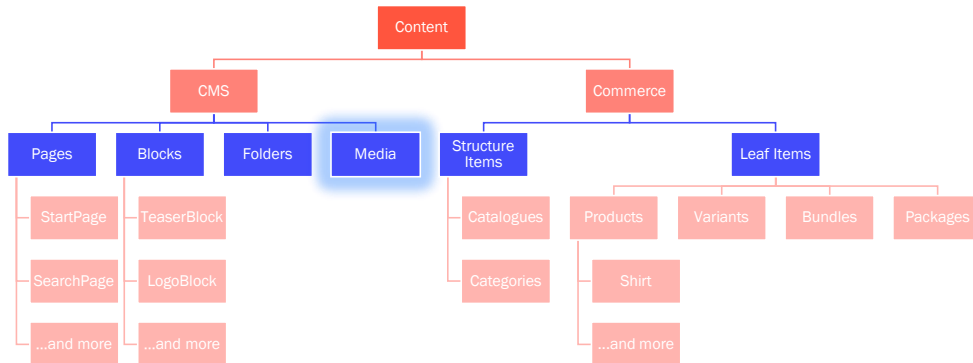 Content
CMS
Commerce
Pages
Blocks
Folders
Media
Structure
Items
Leaf Items
StartPage
TeaserBlock
Catalogues
Products
Variants
Bundles
Packages
SearchPage
LogoBlock
Categories
Shirt
...and more
...and more
...and more